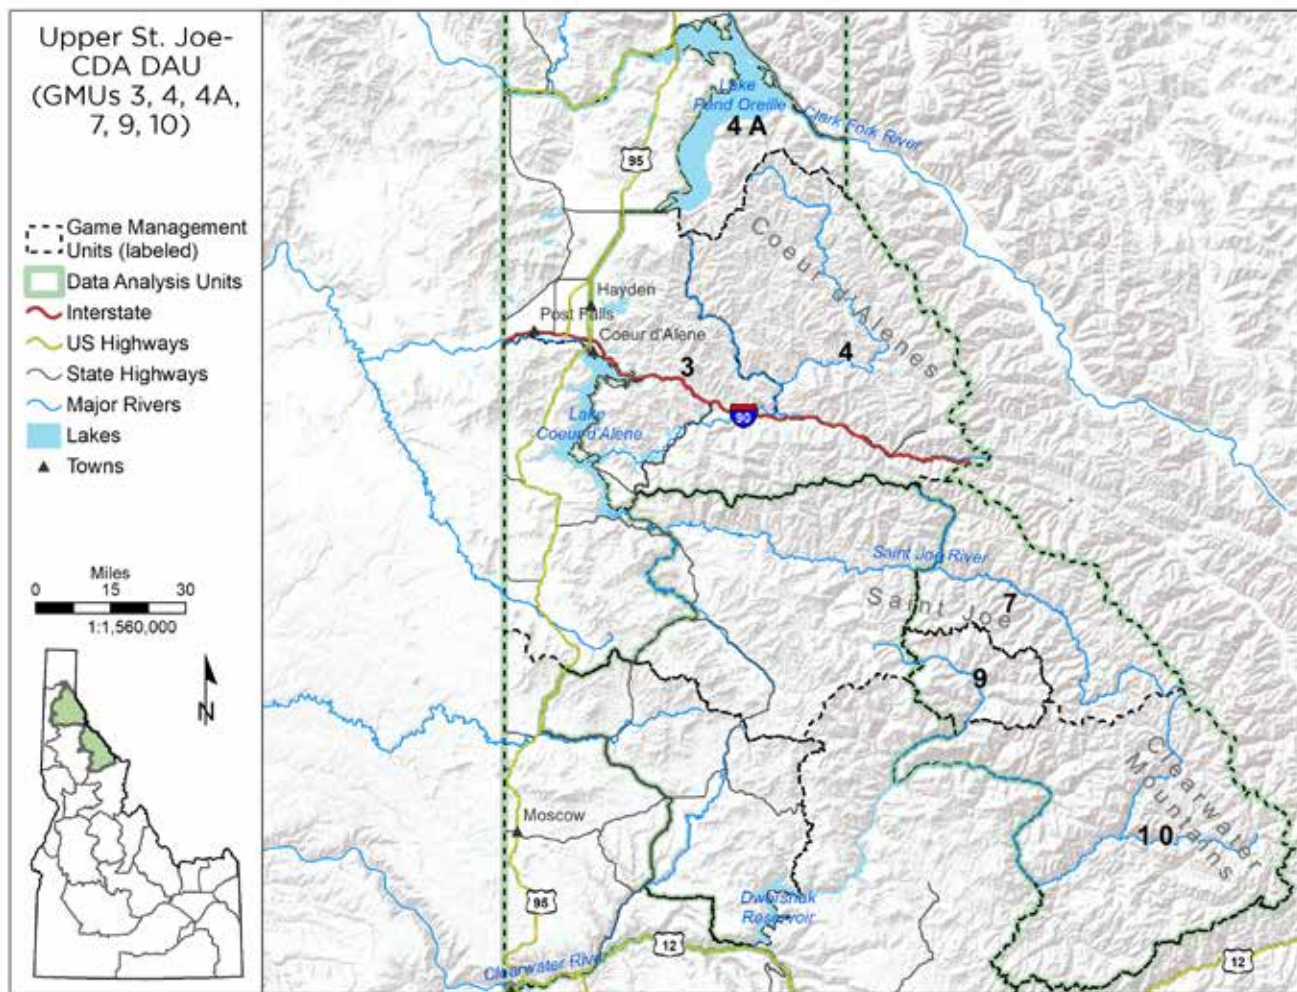 Upper St. Joe-
CDA DAU
(GMUs 3, 4, 4A,
7, 9, 10)
Game Management
Units (labeled)
Data Analysis Units
Interstate
US Highways
State Highways
Major Rivers
Lakes
Towns
Miles
0 15 30
1:1,560,000
N
Lake
Pend Oreille
4 A
Clark Fork River
95
Coeur d'Alenes
Hayden
Post Falls
Coeur d'Alene
4
3
90
Lake
Coeur d'Alene
Saint Joe River
Saint Joe
7
9
Clearwater
Mountains
10
Moscow
95
Dworshak
Reservoir
12
Clearwater River
12